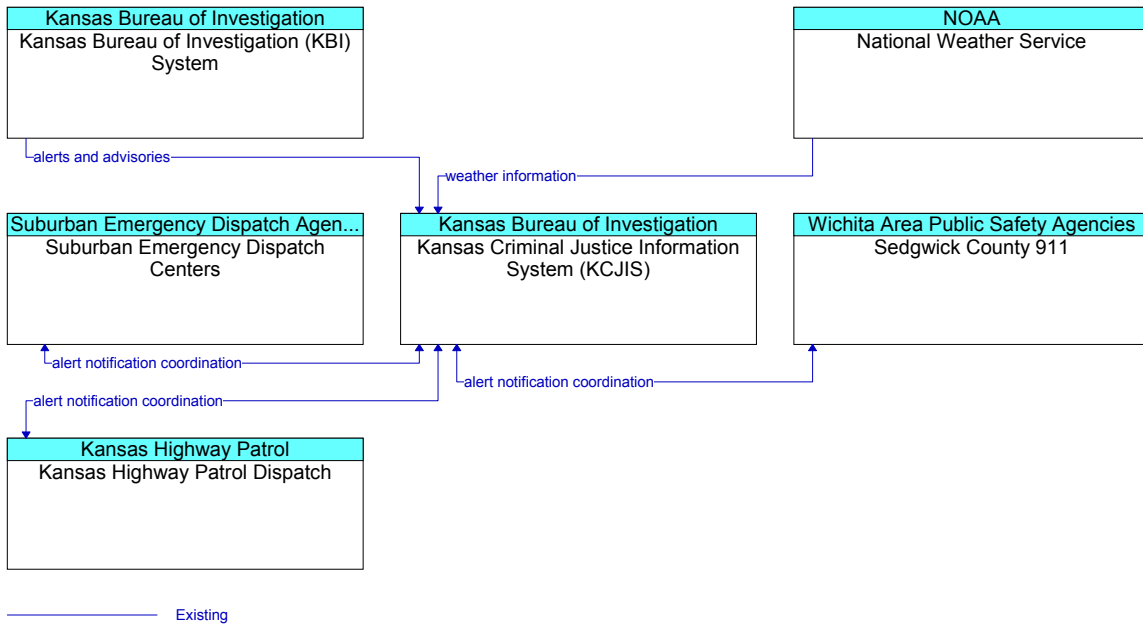 Kansas Bureau of Investigation
Kansas Bureau of Investigation (KBI)
System
NOAA
National Weather Service
alerts and advisories
weather information
Suburban Emergency Dispatch Agen...
Suburban Emergency Dispatch
Centers
Kansas Bureau of Investigation
Kansas Criminal Justice Information
System (KCJIS)
Wichita Area Public Safety Agencies
Sedgwick County 911
alert notification coordination
alert notification coordination
alert notification coordination
Kansas Highway Patrol
Kansas Highway Patrol Dispatch
Existing